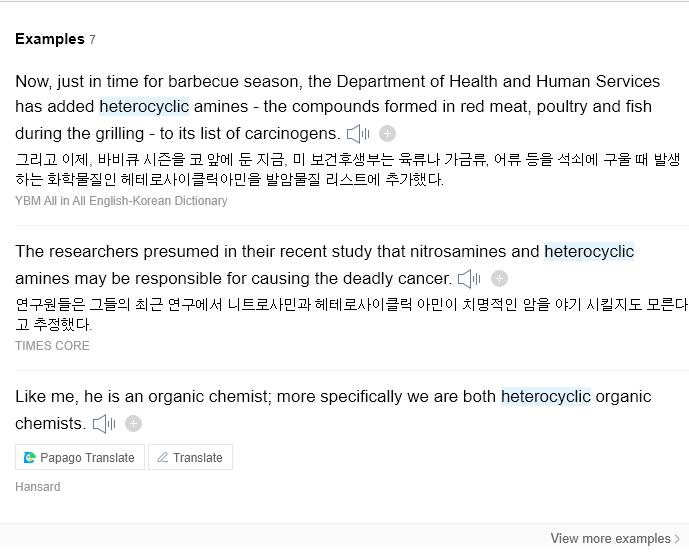 Examples 7
Now, just in time for barbecue season, the Department of Health and Human Services
has added heterocyclic amines - the compounds formed in red meat, poultry and fish
during the grilling - to its list of carcinogens.
그리고 이제, 바비큐 시즌을 코 앞에 둔 지금, 미 보건후생부는 육류나 가금류, 어류 등을 석쇠에 구울 때 발생
하는 화학물질인 헤테로사이클릭아민을 발암물질 리스트에 추가했다.
YBM All in All English-Korean Dictionary
The researchers presumed in their recent study that nitrosamines and heterocyclic
amines may be responsible for causing the deadly cancer.
연구원들은 그들의 최근 연구에서 니트로사민과 헤테로사이클릭 아민이 치명적인 암을 야기 시킬지도 모른다
고 추정했다.
TIMES CORE
Like me, he is an organic chemist; more specifically we are both heterocyclic organic
chemists.
Papago Translate Translate
Hansard
View more examples